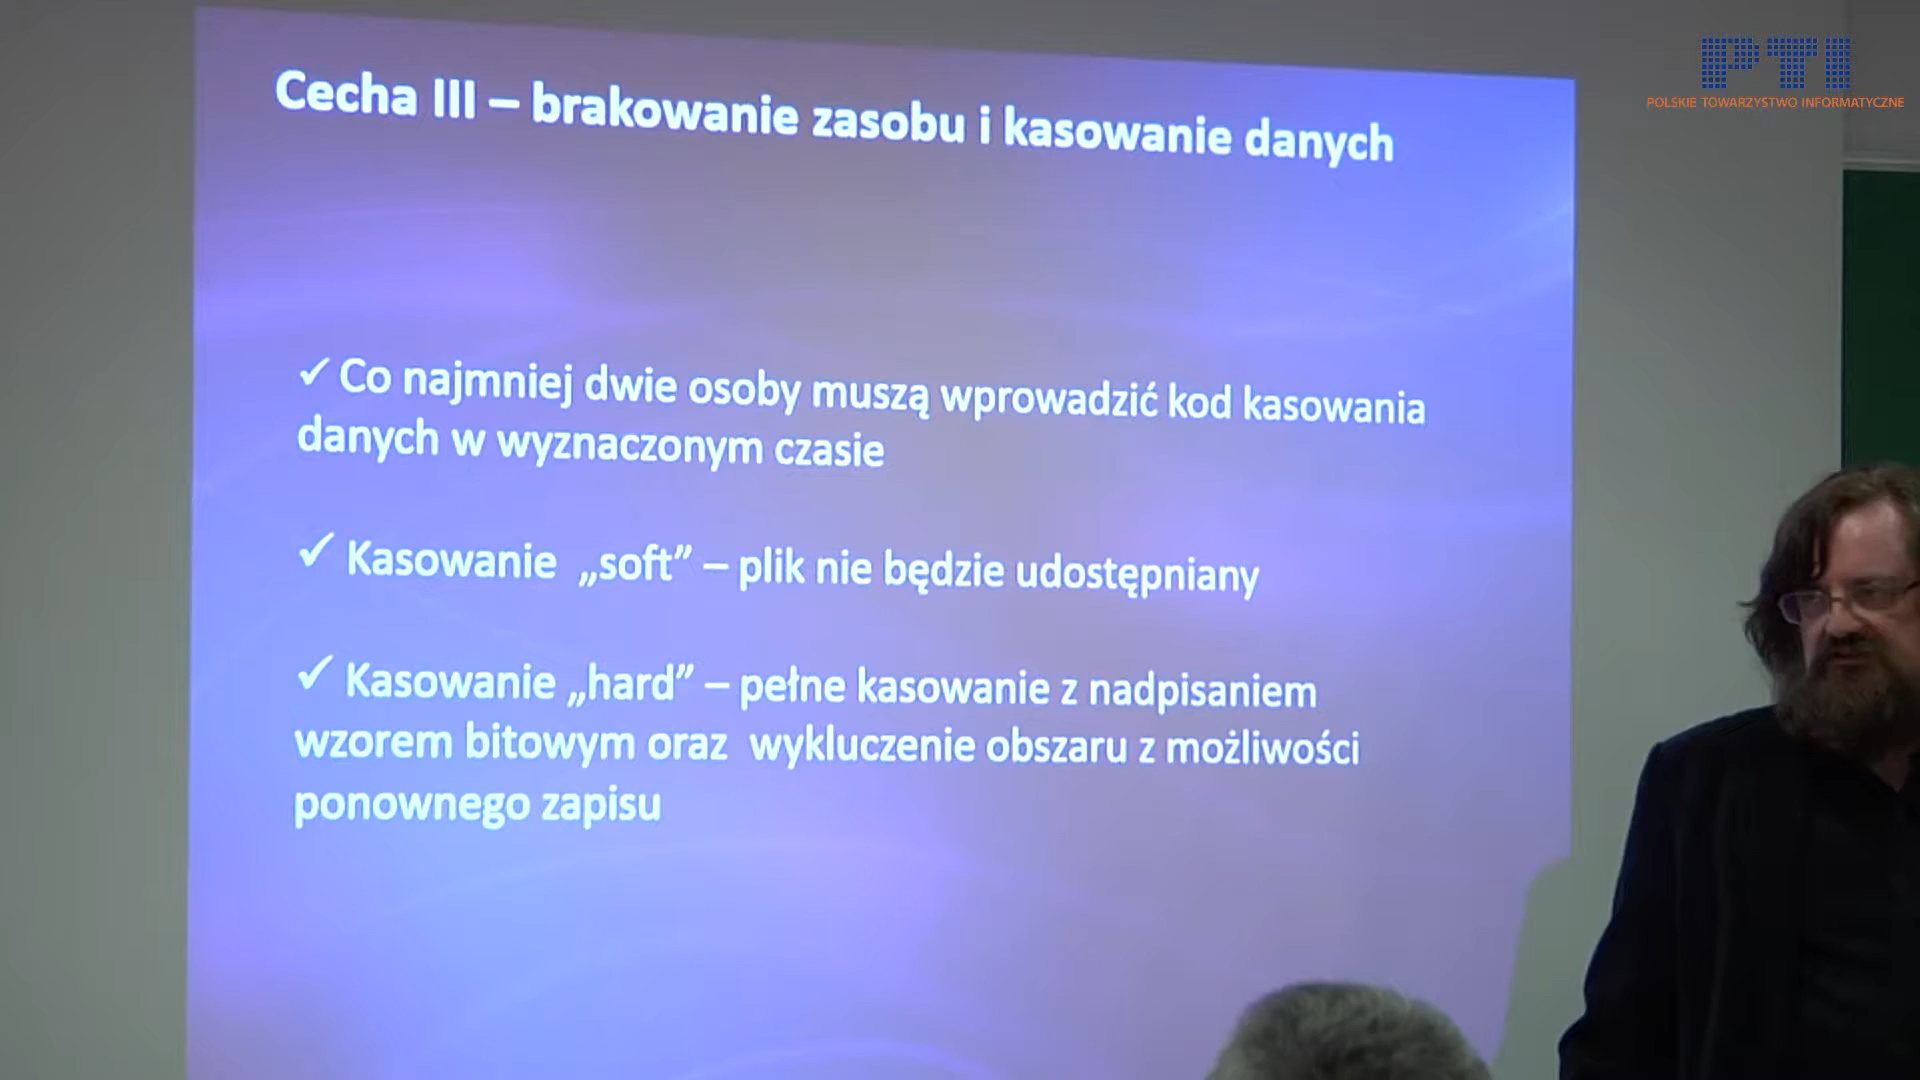 PTI
POLSKIE TOWARZYSTWO INFORMATYCZNE
Cecha III – brakowanie zasobu i kasowanie danych
✓ Co najmniej dwie osoby muszą wprowadzić kod kasowania
danych w wyznaczonym czasie
✓ Kasowanie „soft” – plik nie będzie udostępniany
✓ Kasowanie „hard” – pełne kasowanie z nadpisaniem
wzorem bitowym oraz wykluczenie obszaru z możliwości
ponownego zapisu